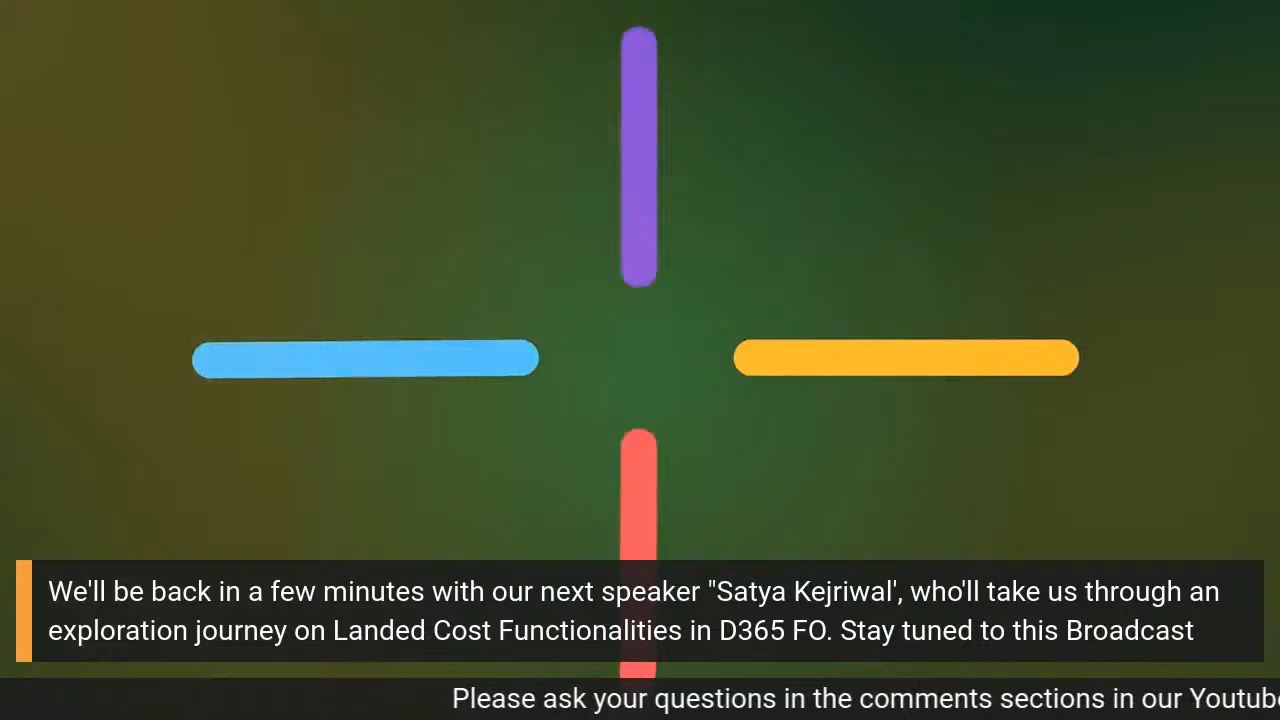 We'll be back in a few minutes with our next speaker "Satya Kejriwal', who'll take us through an
exploration journey on Landed Cost Functionalities in D365 FO. Stay tuned to this Broadcast
Please ask your questions in the comments sections in our Youtube